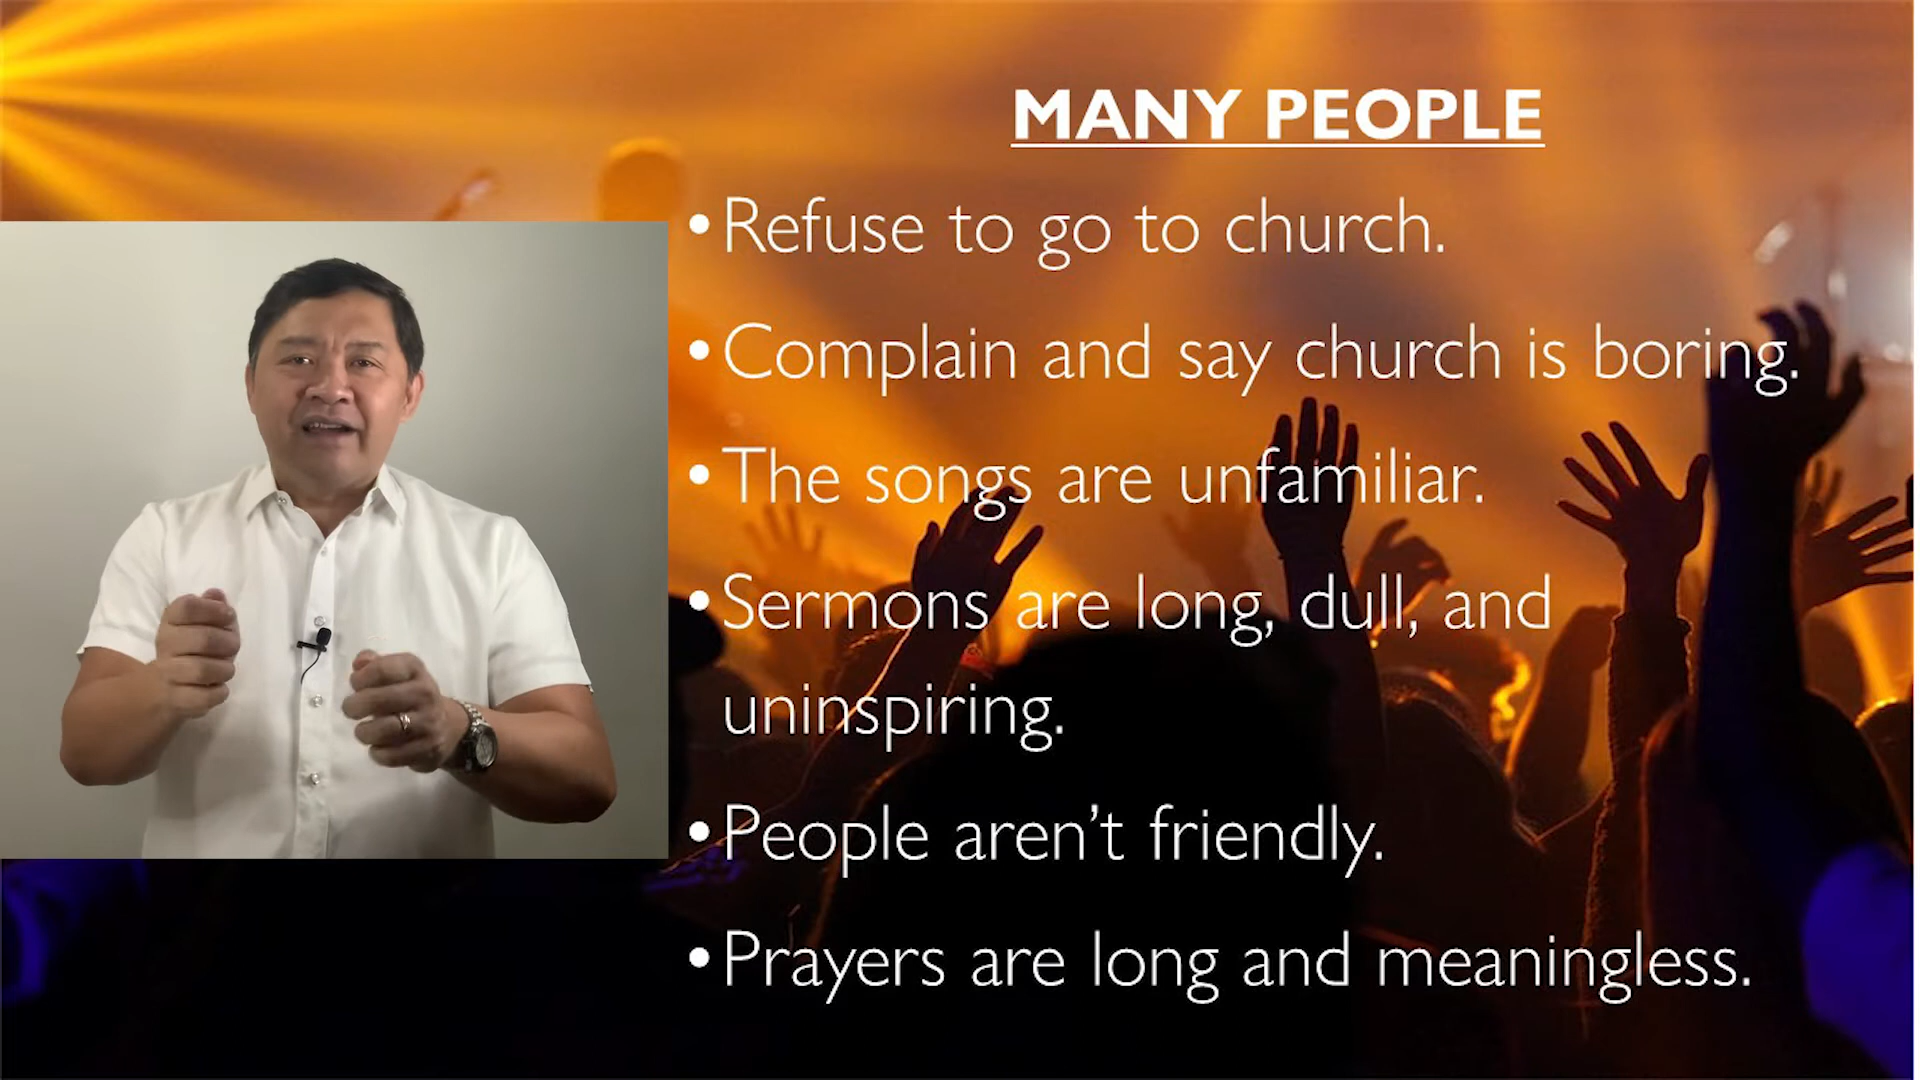 MANY PEOPLE
• Refuse to go to church.
• Complain and say church is boring.
• The songs are unfamiliar.
• Sermons are long, dull, and
uninspiring.
• People aren't friendly.
• Prayers are long and meaningless.